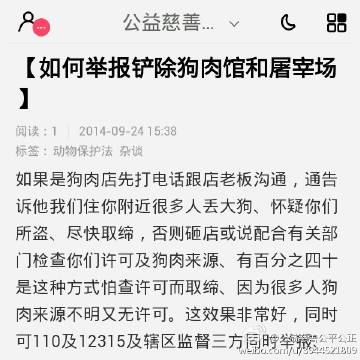 公益慈善...
【如何举报铲除狗肉馆和屠宰场
】
阅读：1 | 2014-09-24 15:38
标签： 动物保护法 杂谈
如果是狗肉店先打电话跟店老板沟通，通告
诉他我们住你附近很多人丢大狗、怀疑你们
所盗、尽快取缔，否则砸店或说配合有关部
门检查你们许可及狗肉来源、有百分之四十
是这种方式怕查许可而取缔、因为很多人狗
肉来源不明又无许可。这效果非常好，同时
可110及12315及辖区监督三方同时举报、
weibo.com/u/3644521809